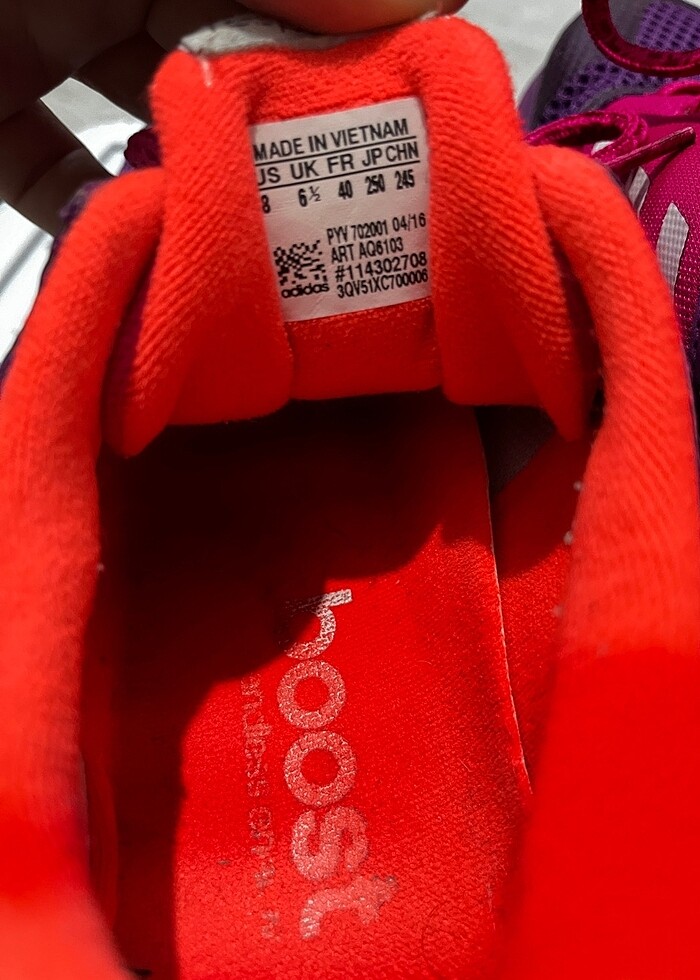 MADE IN VIETNAM
US UK FR JP CHN
8 6½ 40 250 245
PYV 702001 04/16
ART AQ6103
#114302708
adidas 3QV51XC700006
boost